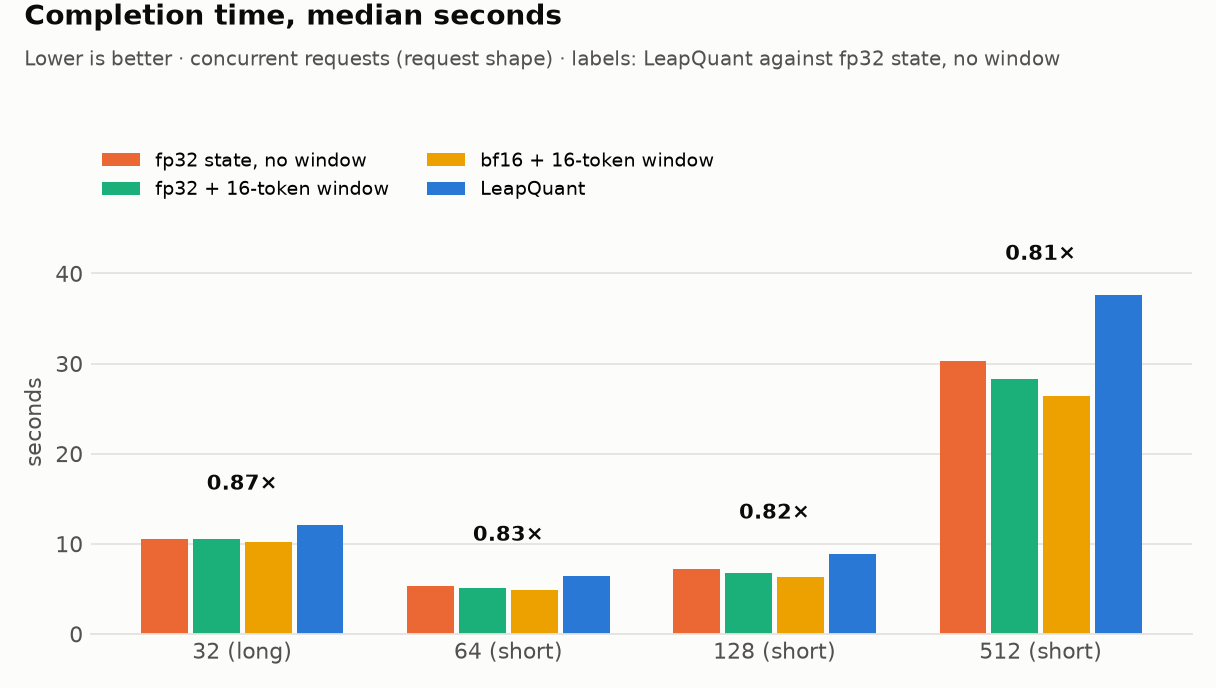 Completion time, median seconds
Lower is better · concurrent requests (request shape) · labels: LeapQuant against fp32 state, no window
fp32 state, no window
bf16 + 16-token window
fp32 + 16-token window
LeapQuant
0.81×
40
30
seconds
20
0.87×
0.82×
0.83×
10
0
32 (long)
64 (short)
128 (short)
512 (short)